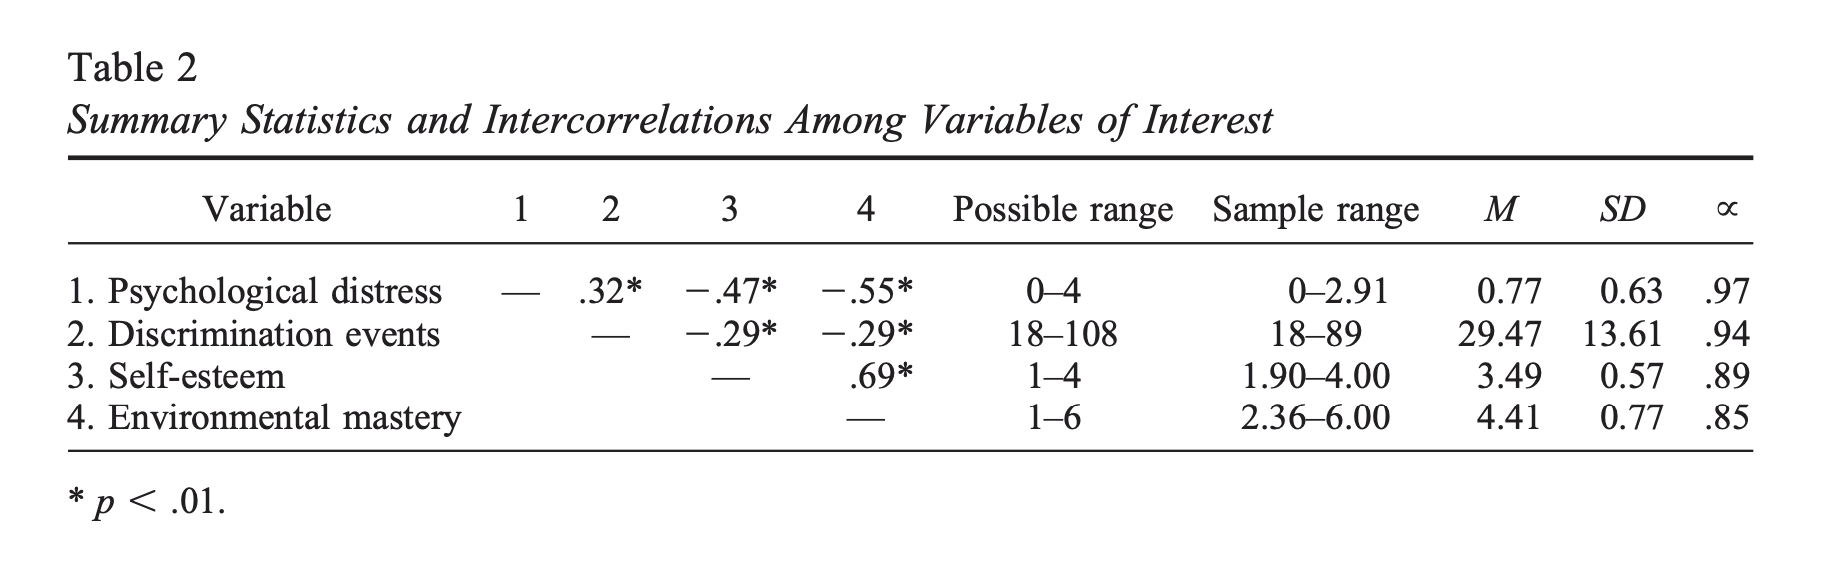 Table 2
Summary Statistics and Intercorrelations Among Variables of Interest
Variable 1 2 3 4 Possible range Sample range M SD ∝
1. Psychological distress — .32* −.47* −.55* 0–4 0–2.91 0.77 0.63 .97
2. Discrimination events — −.29* −.29* 18–108 18–89 29.47 13.61 .94
3. Self-esteem — .69* 1–4 1.90–4.00 3.49 0.57 .89
4. Environmental mastery — 1–6 2.36–6.00 4.41 0.77 .85
* p < .01.